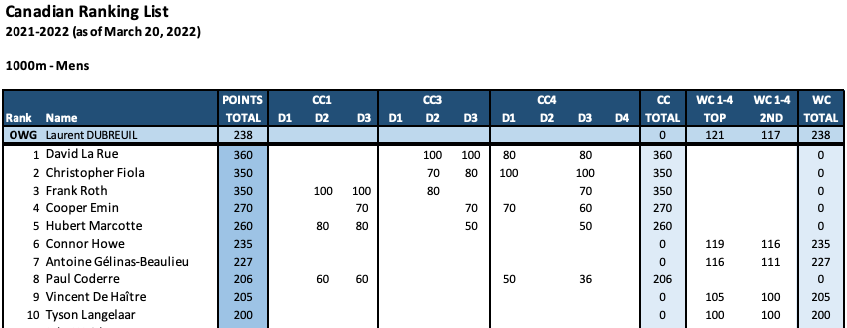 Canadian Ranking List
2021-2022 (as of March 20, 2022)
1000m - Mens
POINTS CC1 CC3 CC4 CC WC 1-4 WC 1-4 WC
Rank Name TOTAL D1 D2 D3 D1 D2 D3 D1 D2 D3 D4 TOTAL TOP 2ND TOTAL
OWG Laurent DUBREUIL 238 0 121 117 238
1 David La Rue 360 100 100 80 80 360 0
2 Christopher Fiola 350 70 80 100 100 350 0
3 Frank Roth 350 100 100 80 70 350 0
4 Cooper Emin 270 70 70 70 60 270 0
5 Hubert Marcotte 260 80 80 50 50 260 0
6 Connor Howe 235 0 119 116 235
7 Antoine Gélinas-Beaulieu 227 0 116 111 227
8 Paul Coderre 206 60 60 50 36 206 0
9 Vincent De Haître 205 0 105 100 205
10 Tyson Langelaar 200 0 100 100 200